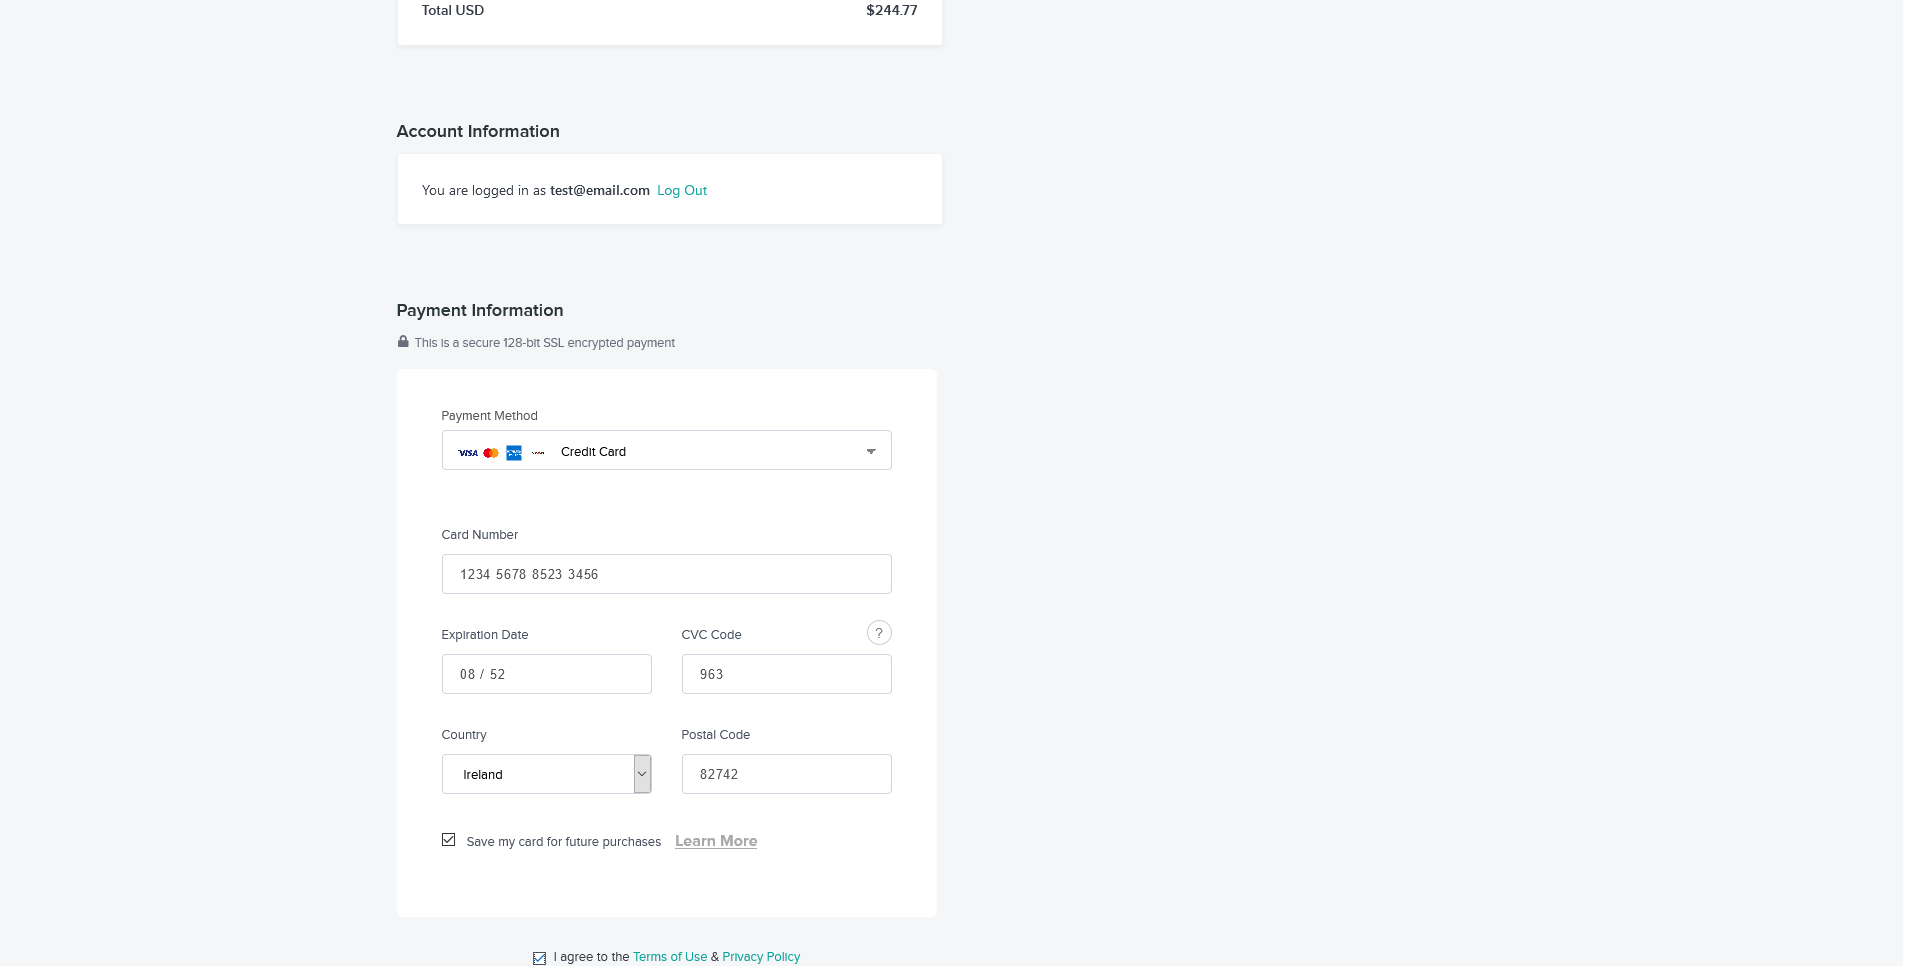 Total USD $244.77
Account Information
You are logged in as test@email.com Log Out
Payment Information
This is a secure 128-bit SSL encrypted payment
Payment Method
VISA Credit Card
Card Number
1234 5678 8523 3456
Expiration Date CVC Code ?
08 / 52 963
Country Postal Code
Ireland 82742
Save my card for future purchases Learn More
I agree to the Terms of Use & Privacy Policy